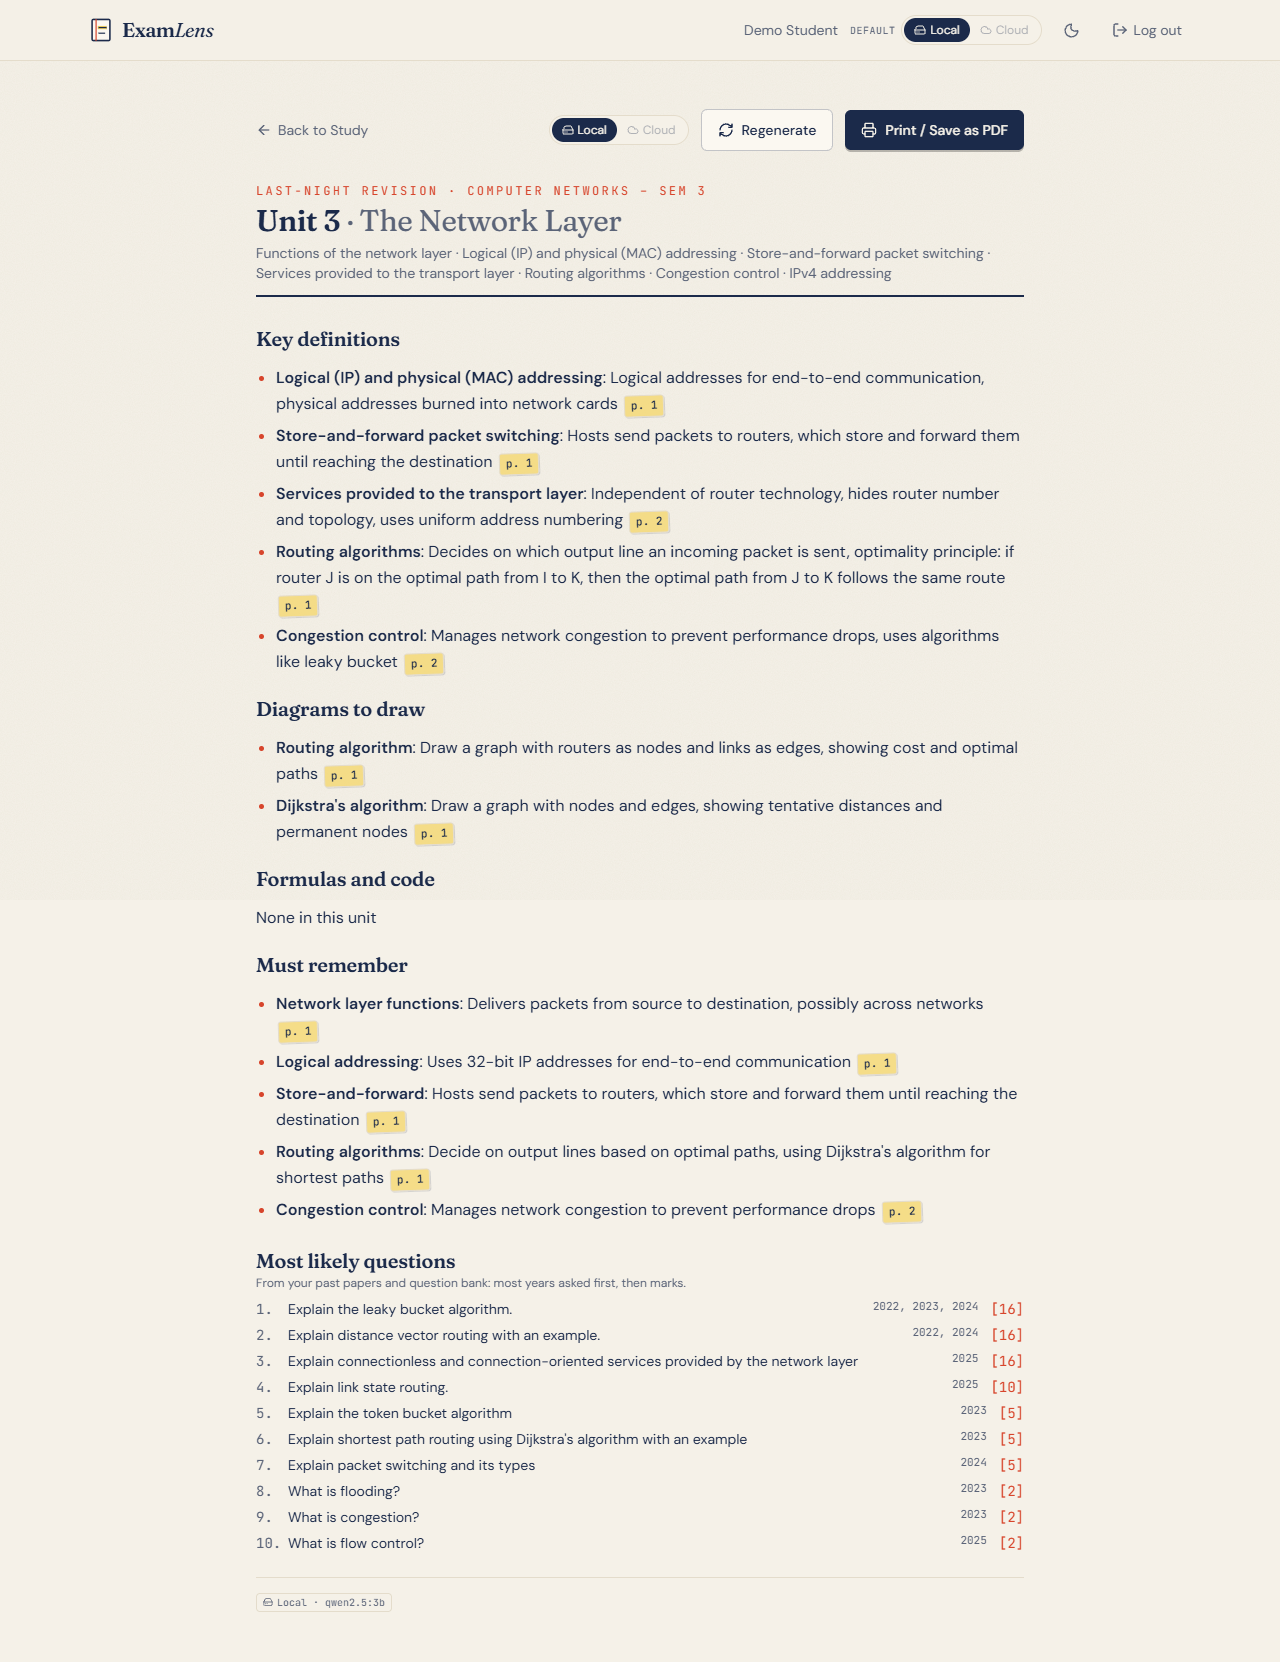 ExamLens
Demo Student DEFAULT Local Cloud Log out
Back to Study Local Cloud Regenerate Print / Save as PDF
LAST-NIGHT REVISION · COMPUTER NETWORKS – SEM 3
Unit 3 · The Network Layer
Functions of the network layer · Logical (IP) and physical (MAC) addressing · Store-and-forward packet switching ·
Services provided to the transport layer · Routing algorithms · Congestion control · IPv4 addressing
Key definitions
• Logical (IP) and physical (MAC) addressing: Logical addresses for end-to-end communication,
physical addresses burned into network cards p. 1
• Store-and-forward packet switching: Hosts send packets to routers, which store and forward them
until reaching the destination p. 1
• Services provided to the transport layer: Independent of router technology, hides router number
and topology, uses uniform address numbering p. 2
• Routing algorithms: Decides on which output line an incoming packet is sent, optimality principle: if
router J is on the optimal path from I to K, then the optimal path from J to K follows the same route
p. 1
• Congestion control: Manages network congestion to prevent performance drops, uses algorithms
like leaky bucket p. 2
Diagrams to draw
• Routing algorithm: Draw a graph with routers as nodes and links as edges, showing cost and optimal
paths p. 1
• Dijkstra's algorithm: Draw a graph with nodes and edges, showing tentative distances and
permanent nodes p. 1
Formulas and code
None in this unit
Must remember
• Network layer functions: Delivers packets from source to destination, possibly across networks
p. 1
• Logical addressing: Uses 32-bit IP addresses for end-to-end communication p. 1
• Store-and-forward: Hosts send packets to routers, which store and forward them until reaching the
destination p. 1
• Routing algorithms: Decide on output lines based on optimal paths, using Dijkstra's algorithm for
shortest paths p. 1
• Congestion control: Manages network congestion to prevent performance drops p. 2
Most likely questions
From your past papers and question bank: most years asked first, then marks.
1. Explain the leaky bucket algorithm. 2022, 2023, 2024 [16]
2. Explain distance vector routing with an example. 2022, 2024 [16]
3. Explain connectionless and connection-oriented services provided by the network layer 2025 [16]
4. Explain link state routing. 2025 [10]
5. Explain the token bucket algorithm 2023 [5]
6. Explain shortest path routing using Dijkstra's algorithm with an example 2023 [5]
7. Explain packet switching and its types 2024 [5]
8. What is flooding? 2023 [2]
9. What is congestion? 2023 [2]
10. What is flow control? 2025 [2]
Local · qwen2.5:3b